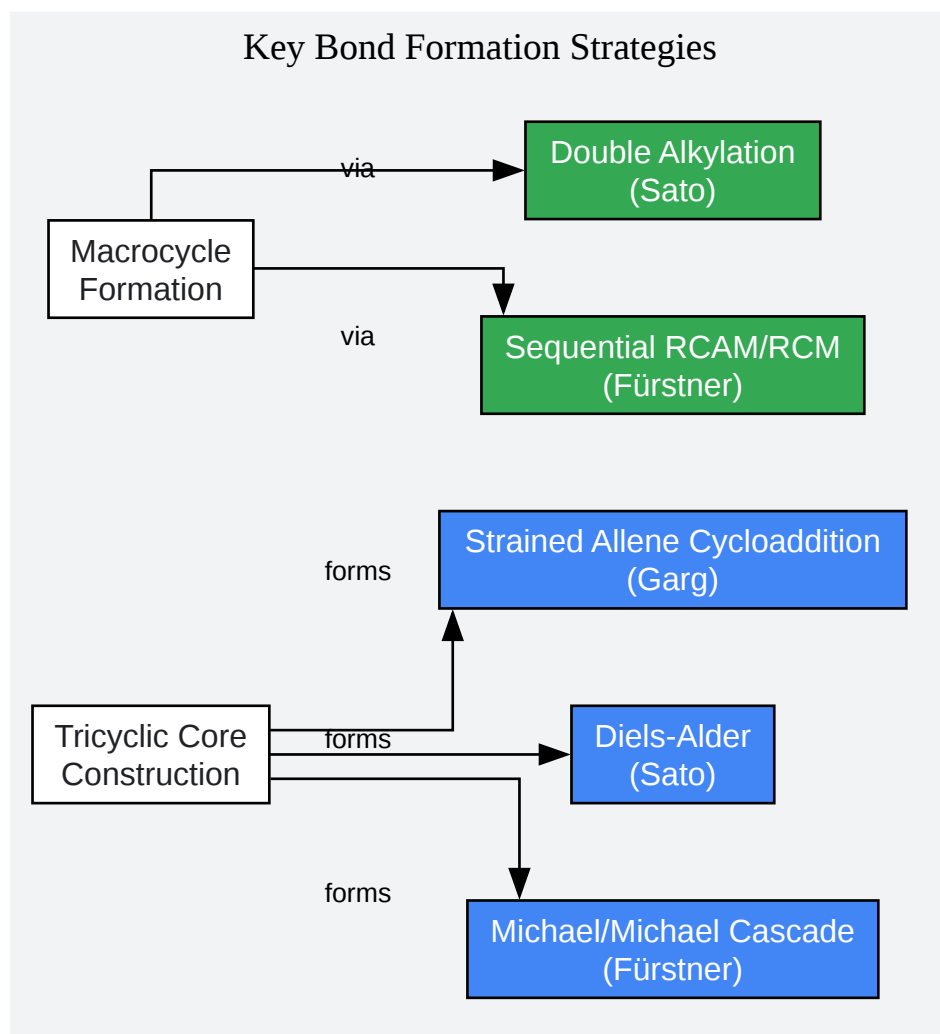 Key Bond Formation Strategies
Double Alkylation
(Sato)
via
Macrocycle
Formation
Sequential RCAM/RCM
(Fürstner)
via
Strained Allene Cycloaddition
(Garg)
forms
Tricyclic Core
Construction
forms
Diels-Alder
(Sato)
forms
Michael/Michael Cascade
(Fürstner)